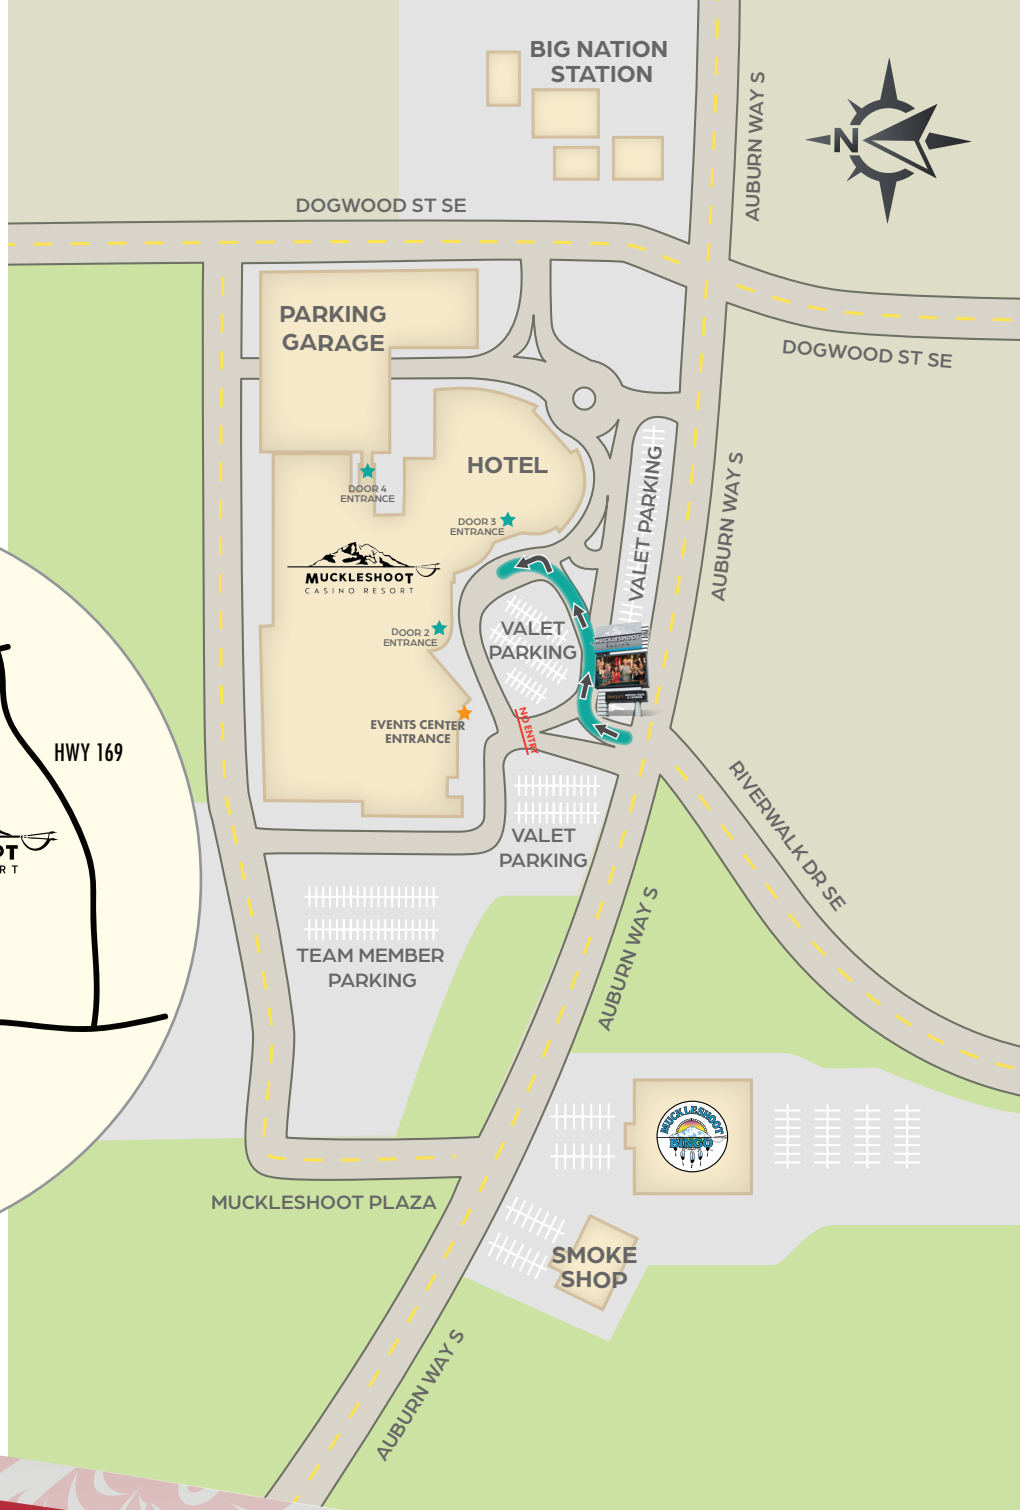 BIG NATION
STATION
AUBURN WAY S
N
DOGWOOD ST SE
PARKING
GARAGE
DOGWOOD ST SE
HOTEL
VALET PARKING
AUBURN WAY S
DOOR 4
ENTRANCE
DOOR 3
ENTRANCE
MUCKLESHOOT
CASINO RESORT
DOOR 2
ENTRANCE
VALET
PARKING
MUCKLESHOOT
EVENTS CENTER
ENTRANCE
NO ENTRY
HWY 169
RIVERWALK DR SE
VALET
PARKING
OT
RT
TEAM MEMBER
PARKING
AUBURN WAY S
MUCKLESHOOT
BINGO
MUCKLESHOOT PLAZA
SMOKE
SHOP
AUBURN WAY S